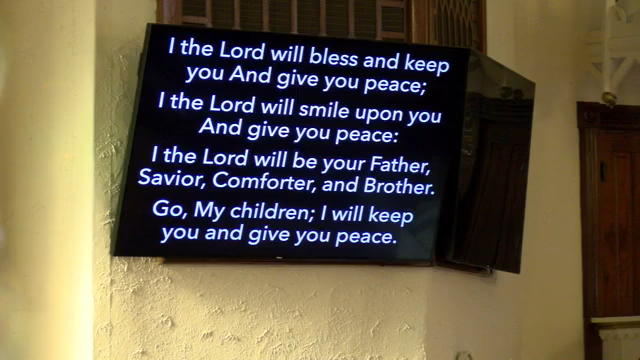 I the Lord will bless and keep
you And give you peace;
I the Lord will smile upon you
And give you peace:
I the Lord will be your Father,
Savior, Comforter, and Brother.
Go, My children; I will keep
you and give you peace.